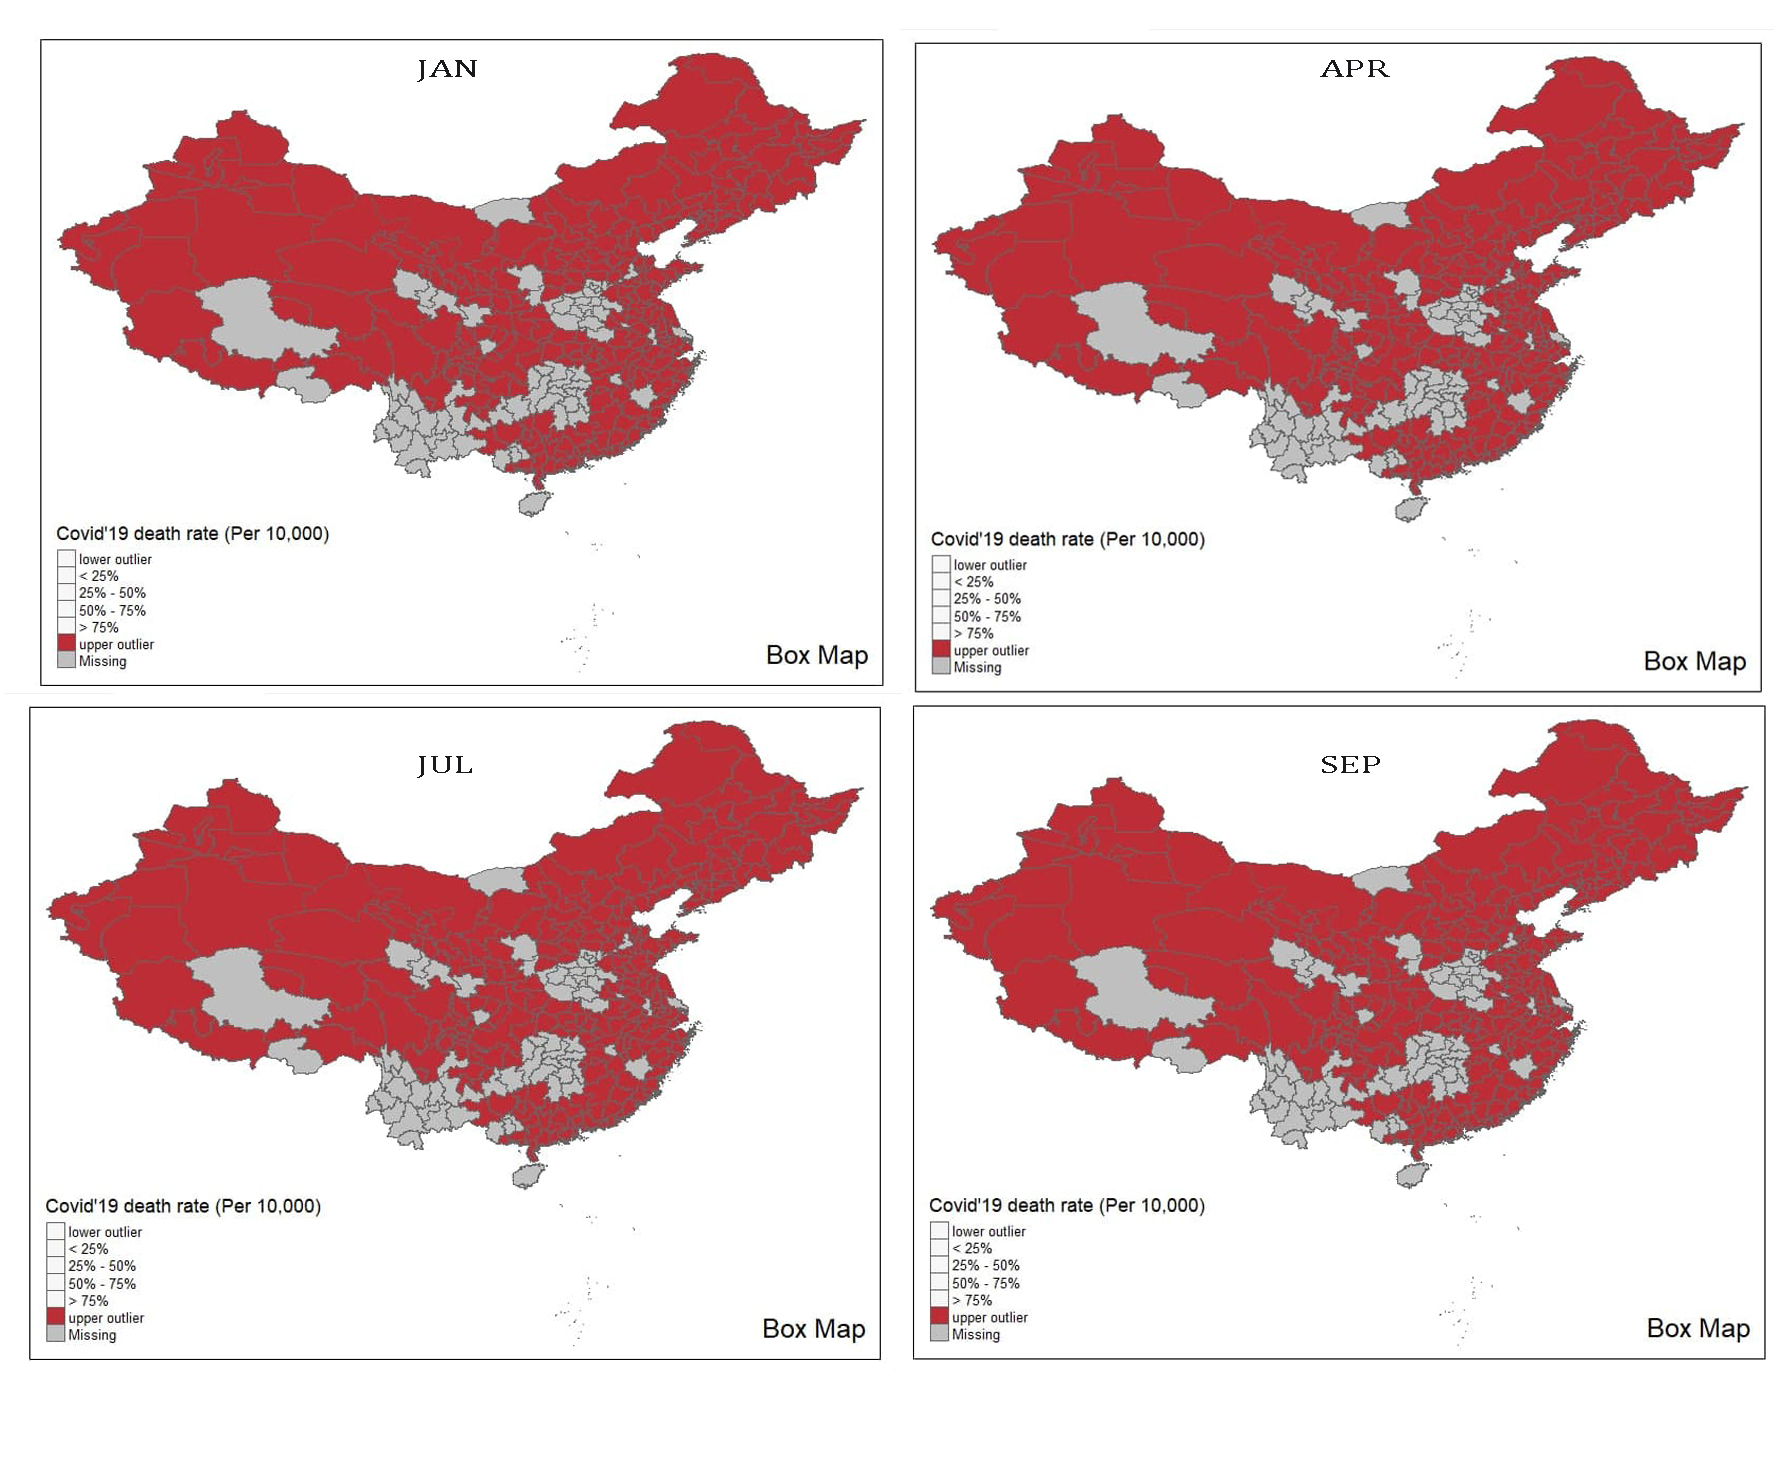 JAN
Covid'19 death rate (Per 10,000)
lower outlier
< 25%
25% - 50%
50% - 75%
> 75%
upper outlier
Missing
Box Map
APR
Covid'19 death rate (Per 10,000)
lower outlier
< 25%
25% - 50%
50% - 75%
> 75%
upper outlier
Missing
Box Map
JUL
Covid'19 death rate (Per 10,000)
lower outlier
< 25%
25% - 50%
50% - 75%
> 75%
upper outlier
Missing
Box Map
SEP
Covid'19 death rate (Per 10,000)
lower outlier
< 25%
25% - 50%
50% - 75%
> 75%
upper outlier
Missing
Box Map